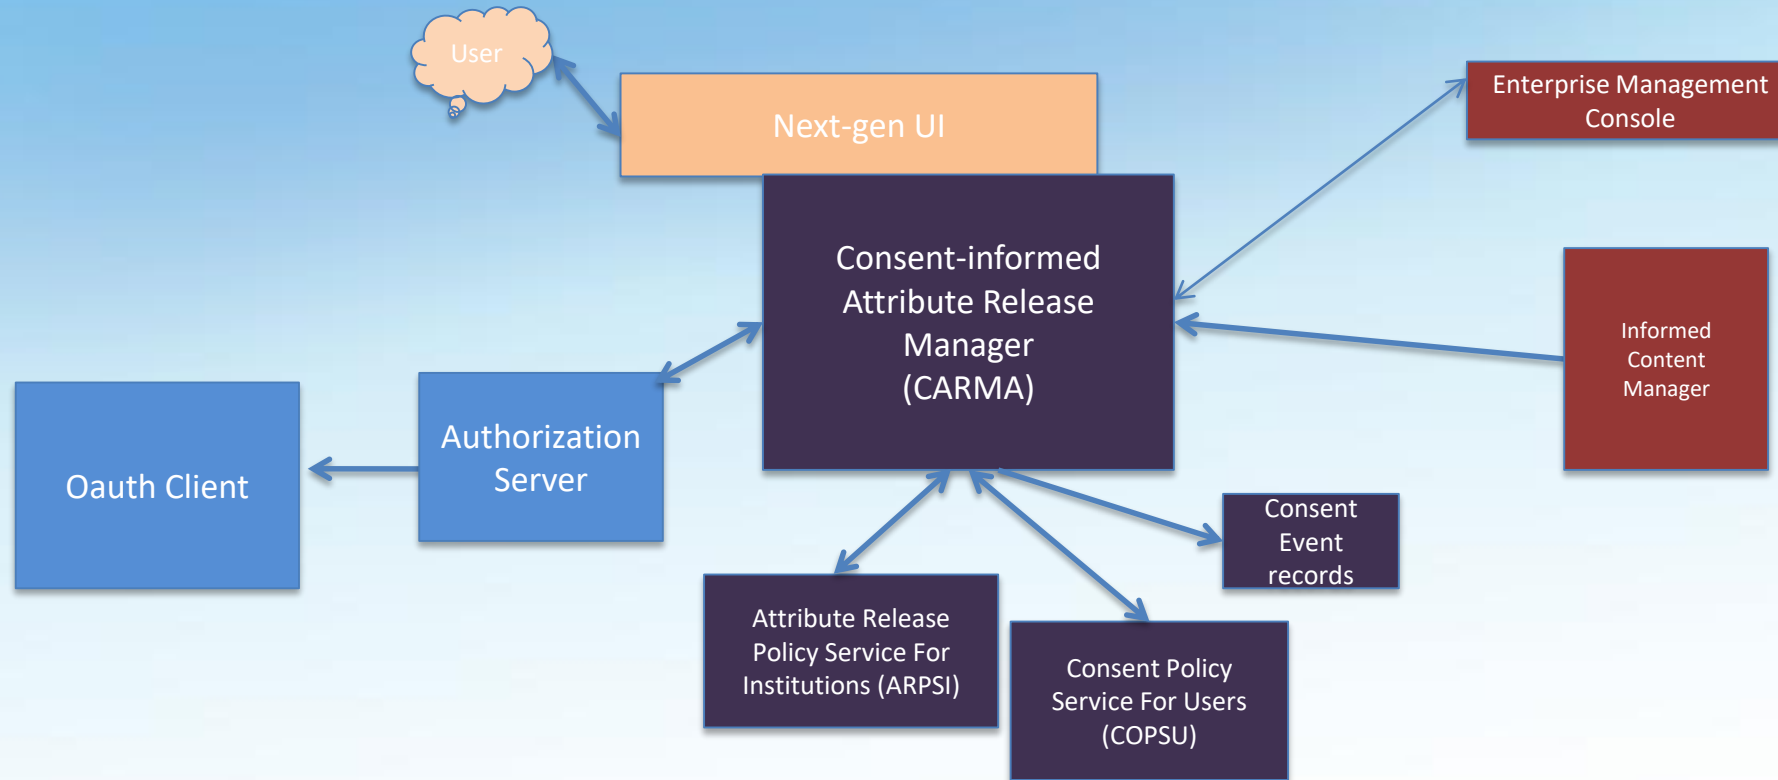 User
Next-gen UI
Enterprise Management
Console
Consent-informed
Attribute Release
Manager
(CARMA)
Informed
Content
Manager
Authorization
Server
Oauth Client
Consent
Event
records
Attribute Release
Policy Service For
Institutions (ARPSI)
Consent Policy
Service For Users
(COPSU)